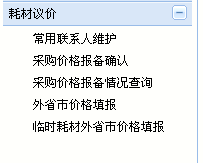 耗材议价
常用联系人维护
采购价格报备确认
采购价格报备情况查询
外省市价格填报
临时耗材外省市价格填报